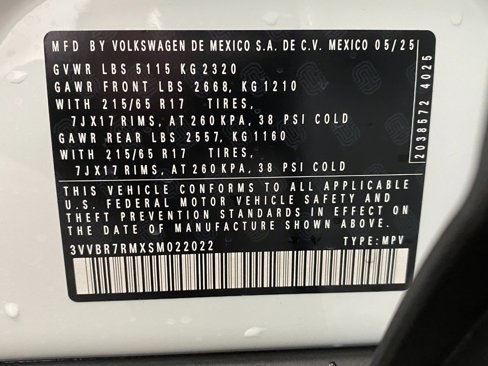 MFD BY VOLKSWAGEN DE MEXICO S.A. DE C.V. MEXICO 05/25
GVWR LBS 5115 KG 2320
GAWR FRONT LBS 2668, KG1210
WITH 215/65 R17 TIRES,
7JX17 RIMS, AT 260 KPA, 38 PSI COLD
GAWR REAR LBS 2557, KG1160
WITH 215/65 R17 TIRES,
7JX17 RIMS, AT 260 KPA, 38 PSI COLD
THIS VEHICLE CONFORMS TO ALL APPLICABLE
U.S. FEDERAL MOTOR VEHICLE SAFETY AND
THEFT PREVENTION STANDARDS IN EFFECT ON
THE DATE OF MANUFACTURE SHOWN ABOVE.
3VVBR7RMXSM022022 TYPE: MPV
2038572 4025